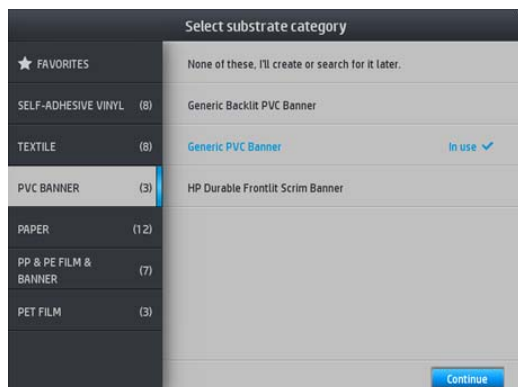 Select substrate category
FAVORITES
SELF-ADHESIVE VINYL (8)
TEXTILE (8)
PVC BANNER (3)
PAPER (12)
PP & PE FILM &
BANNER (7)
PET FILM (3)
None of these, I'll create or search for it later.
Generic Backlit PVC Banner
Generic PVC Banner In use
HP Durable Frontlit Scrim Banner
Continue